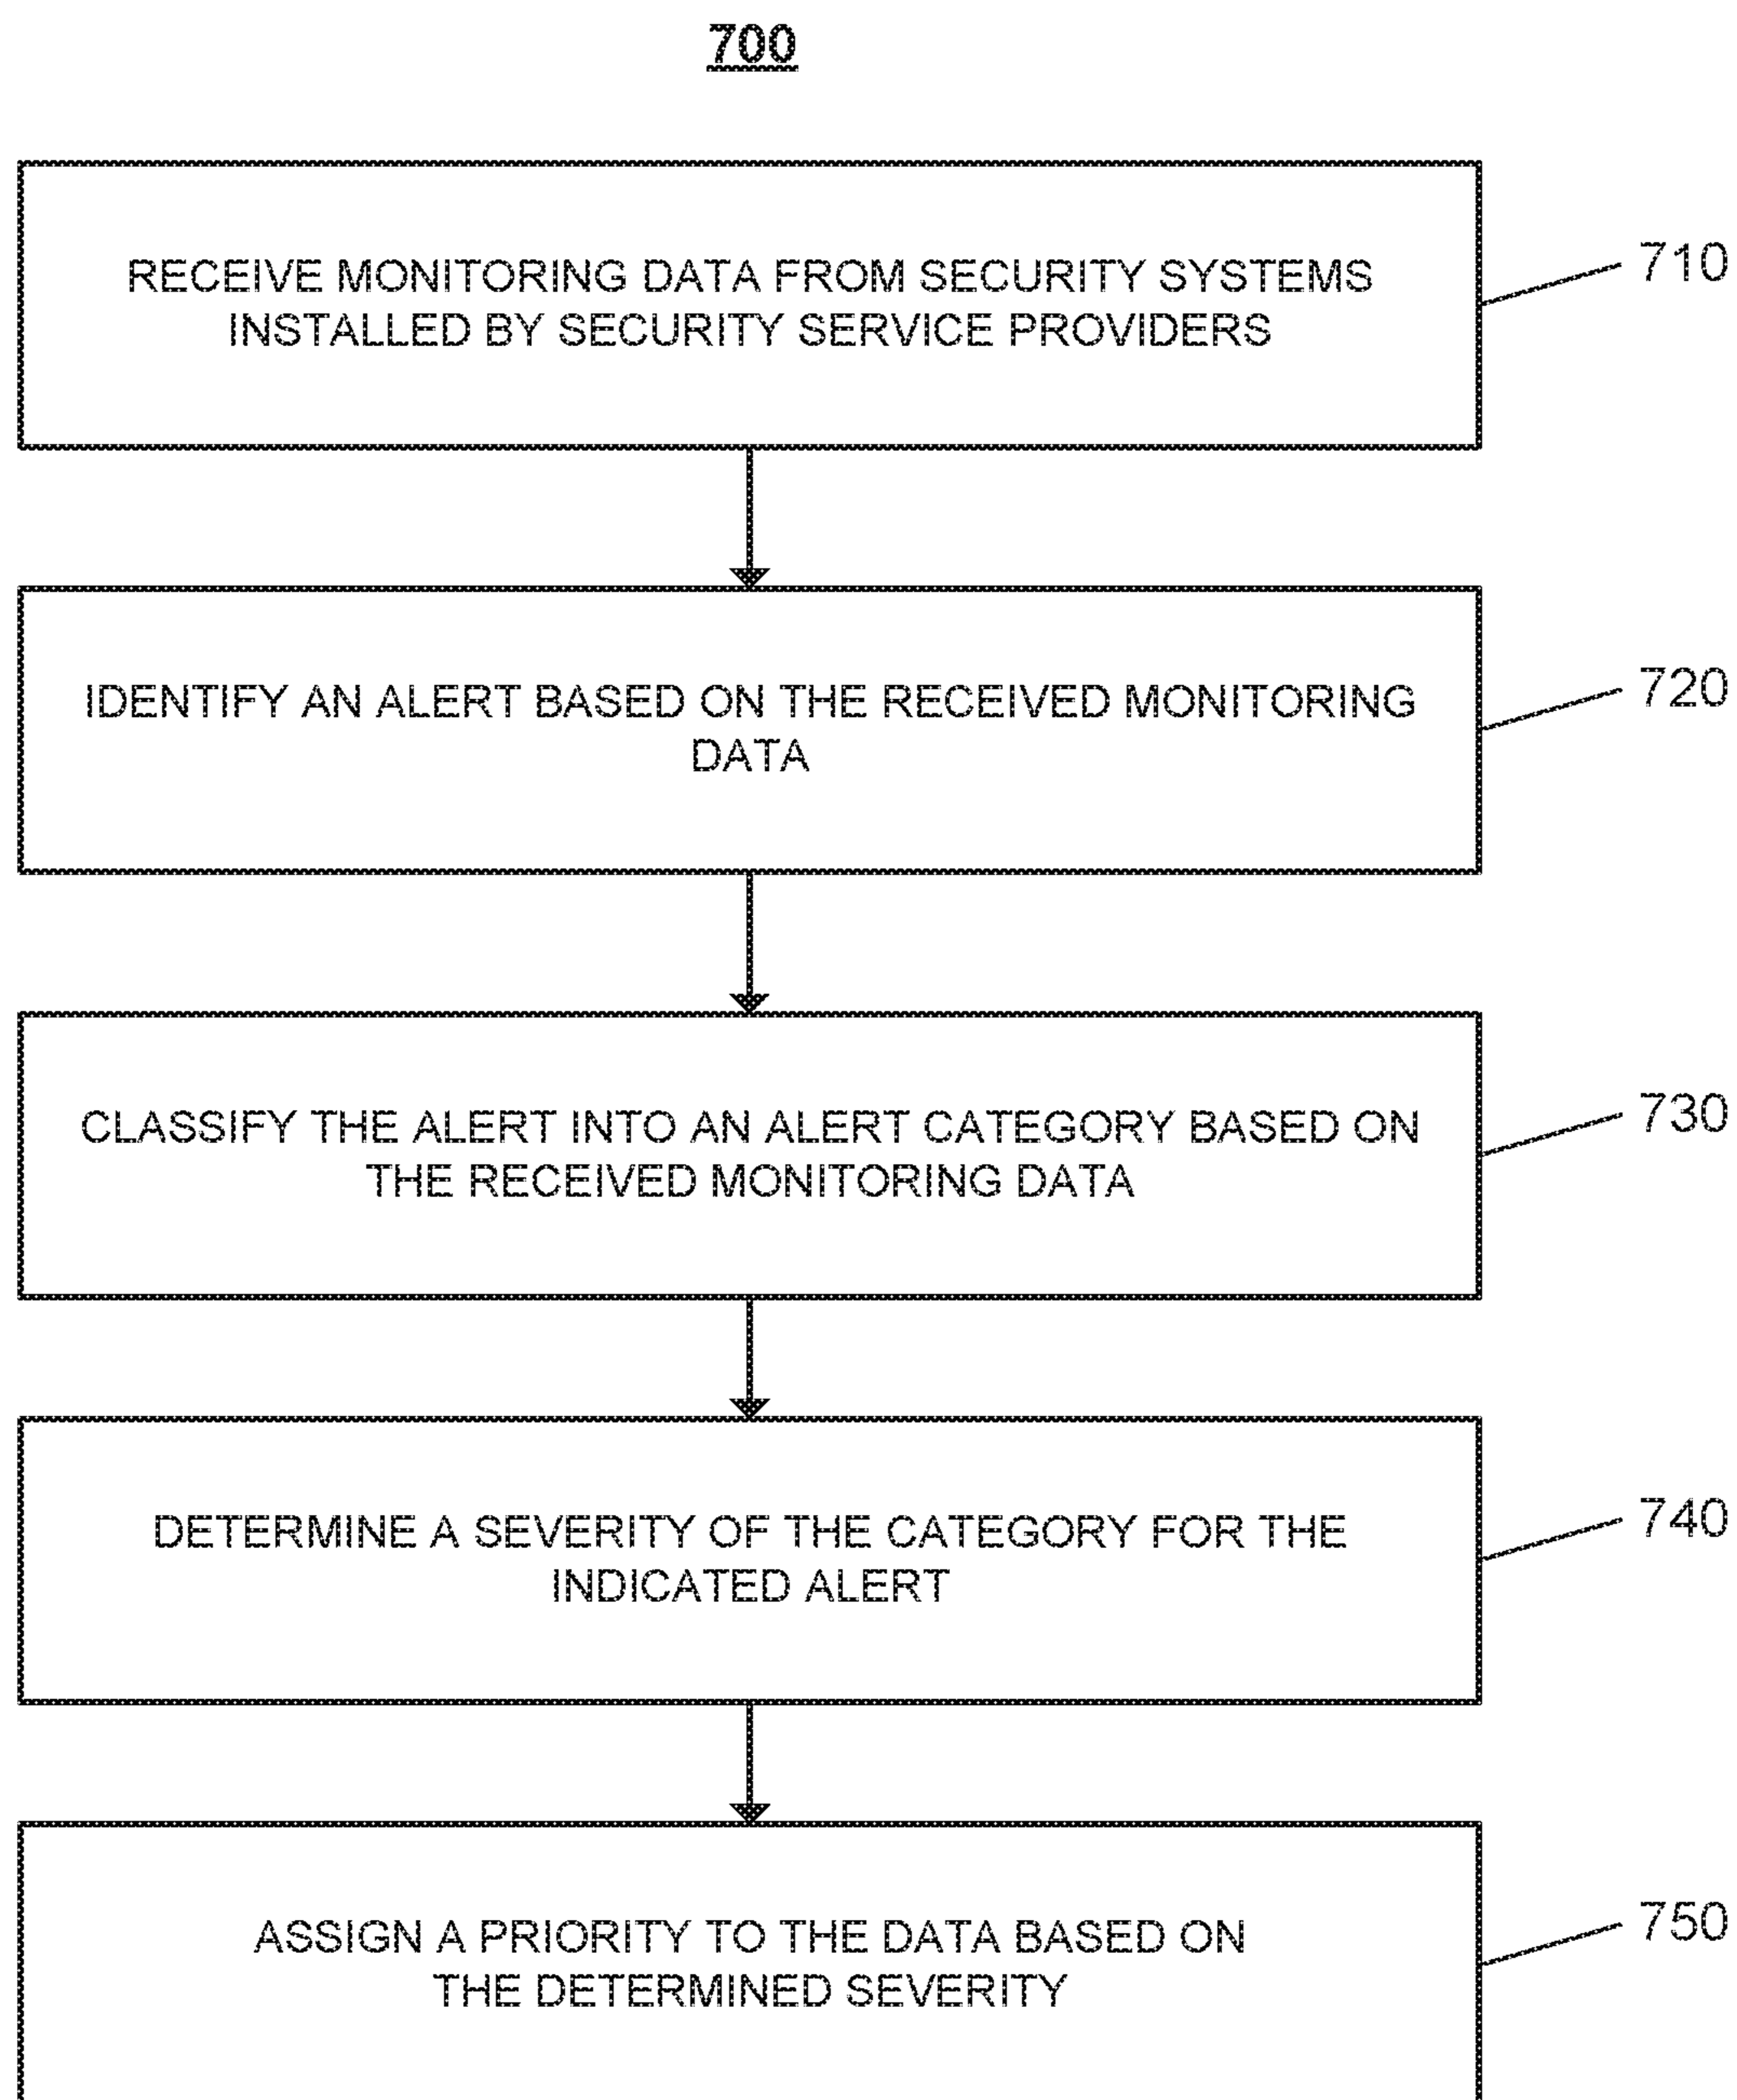 700
RECEIVE MONITORING DATA FROM SECURITY SYSTEMS
INSTALLED BY SECURITY SERVICE PROVIDERS
710
IDENTIFY AN ALERT BASED ON THE RECEIVED MONITORING
DATA
720
CLASSIFY THE ALERT INTO AN ALERT CATEGORY BASED ON
THE RECEIVED MONITORING DATA
730
DETERMINE A SEVERITY OF THE CATEGORY FOR THE
INDICATED ALERT
740
ASSIGN A PRIORITY TO THE DATA BASED ON
THE DETERMINED SEVERITY
750